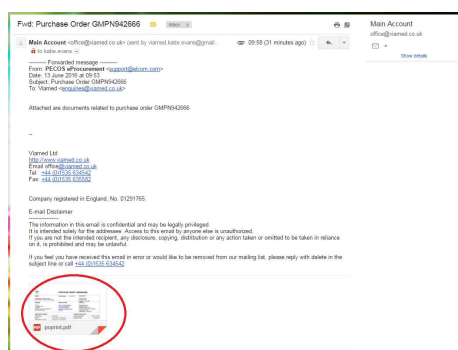 Fwd: Purchase Order GMPN942666
Inbox x
Main Account <office@viamed.co.uk> (sent by viamed.katie.evans@gmail.
09:58 (31 minutes ago)
to katie.evans
---------- Forwarded message ----------
From: PECOS eProcurement <support@elcom.com>
Date: 13 June 2016 at 09:53
Subject: Purchase Order GMPN942666
To: Viamed <enquiries@viamed.co.uk>
Attached are documents related to purchase order GMPN942666
--
Viamed Ltd
http://www.viamed.co.uk
Email office@viamed.co.uk
Tel: +44 (0)1535 634542
Fax: +44 (0)1535 635582
Company registered in England, No. 01291765.
E-mail Disclaimer
The information in this email is confidential and may be legally privileged.
It is intended solely for the addressee. Access to this email by anyone else is unauthorized.
If you are not the intended recipient, any disclosure, copying, distribution or any action taken or omitted to be taken in reliance
on it, is prohibited and may be unlawful.
If you feel you have received this email in error or would like to be removed from our mailing list, please reply with delete in the
subject line or call +44 (0)1535 634542
PDF poprint.pdf
Main Account
office@viamed.co.uk
Show details